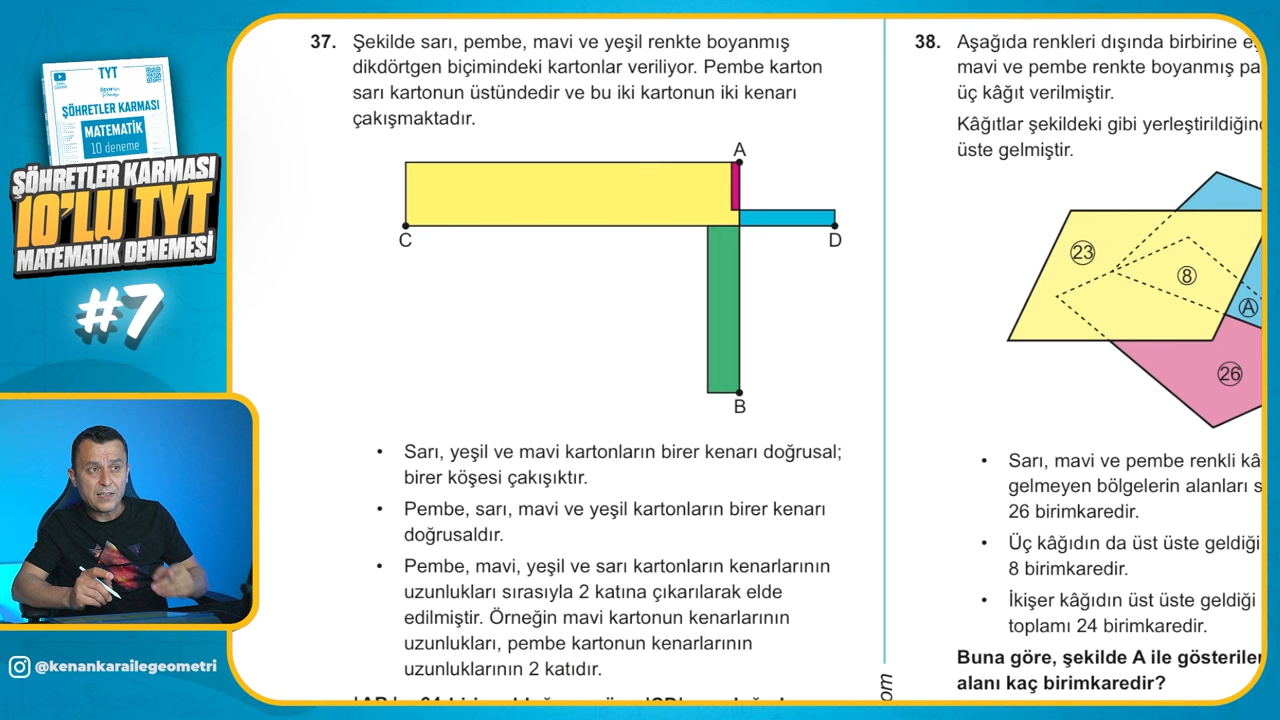 TYT
ŞÖHRETLER KARMASI
MATEMATİK
10 deneme
ŞÖHRETLER KARMASI
10'LU TYT
MATEMATİK DENEMESİ
#7
@kenankarailegeometri
37. Şekilde sarı, pembe, mavi ve yeşil renkte boyanmış
dikdörtgen biçimindeki kartonlar veriliyor. Pembe karton
sarı kartonun üstündedir ve bu iki kartonun iki kenarı
çakışmaktadır.
A
C
D
B
• Sarı, yeşil ve mavi kartonların birer kenarı doğrusal;
birer köşesi çakışıktır.
• Pembe, sarı, mavi ve yeşil kartonların birer kenarı
doğrusaldır.
• Pembe, mavi, yeşil ve sarı kartonların kenarlarının
uzunlukları sırasıyla 2 katına çıkarılarak elde
edilmiştir. Örneğin mavi kartonun kenarlarının
uzunlukları, pembe kartonun kenarlarının
uzunluklarının 2 katıdır.
om
38. Aşağıda renkleri dışında birbirine
mavi ve pembe renkte boyanmış pa
üç kâğıt verilmiştir.
Kâğıtlar şekildeki gibi yerleştirildiğin
üste gelmiştir.
23
8
A
26
• Sarı, mavi ve pembe renkli kâ
gelmeyen bölgelerin alanları s
26 birimkaredir.
• Üç kâğıdın da üst üste geldiği
8 birimkaredir.
• İkişer kâğıdın üst üste geldiği
toplamı 24 birimkaredir.
Buna göre, şekilde A ile gösteriler
alanı kaç birimkaredir?